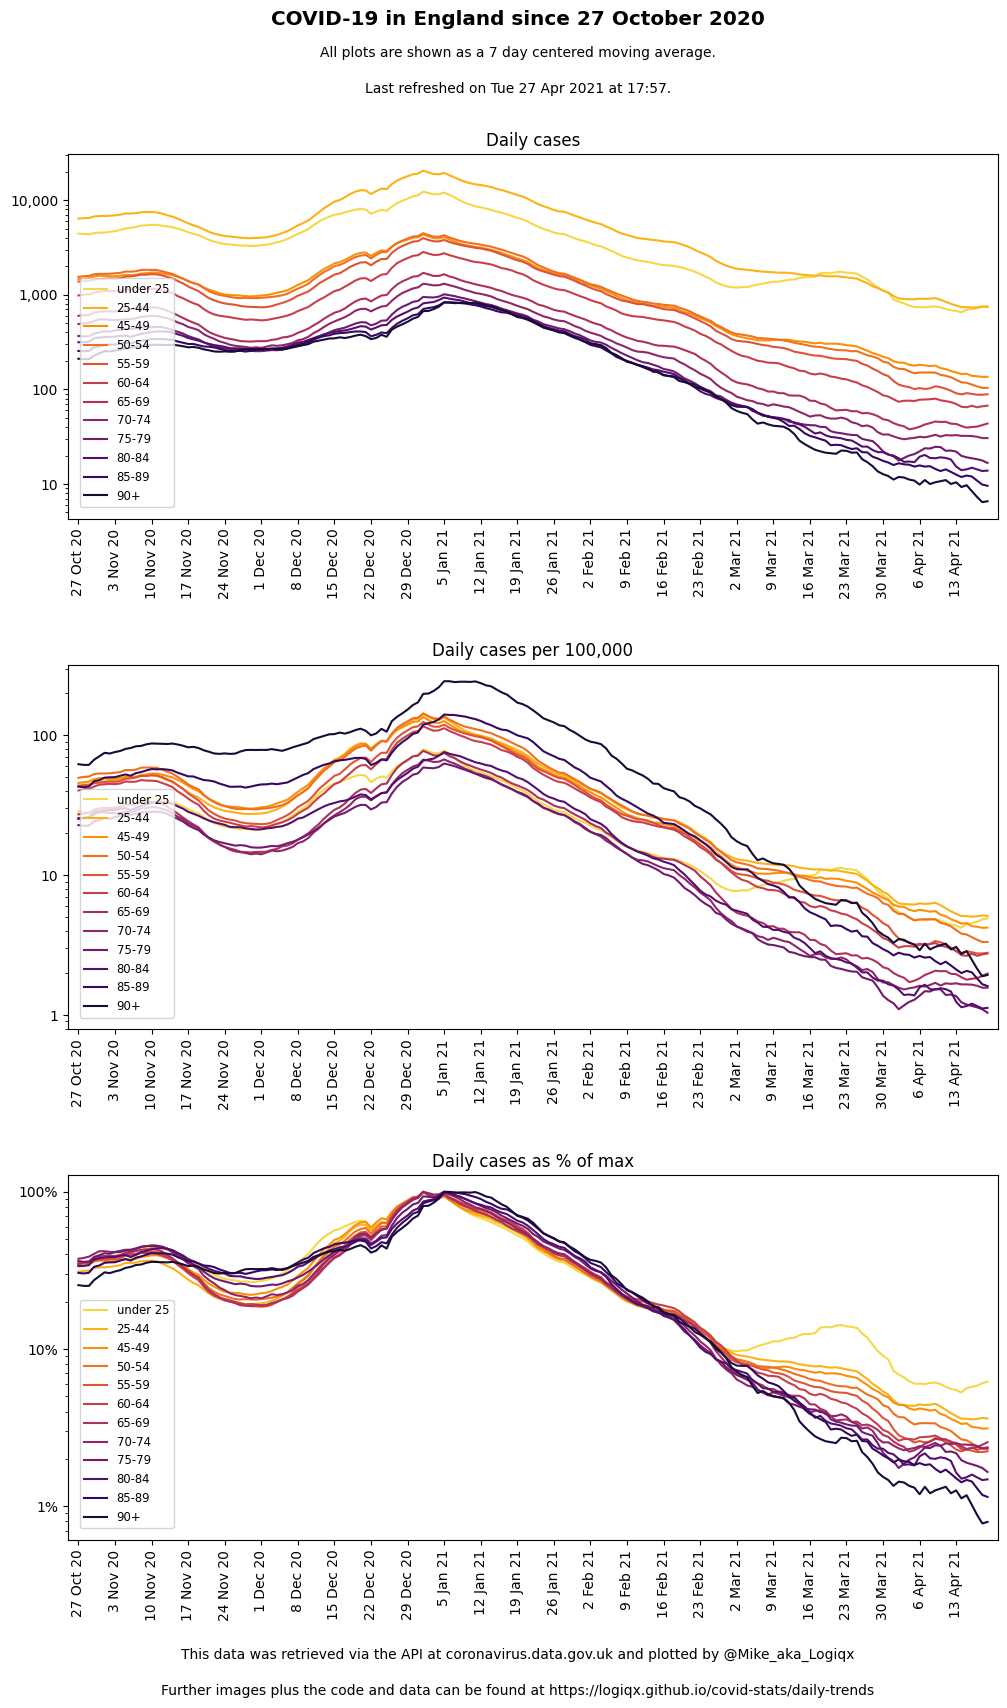 COVID-19 in England since 27 October 2020
All plots are shown as a 7 day centered moving average.
Last refreshed on Tue 27 Apr 2021 at 17:57.
Daily cases
10,000
1,000
100
10
under 25
25-44
45-49
50-54
55-59
60-64
65-69
70-74
75-79
80-84
85-89
90+
27 Oct 20
3 Nov 20
10 Nov 20
17 Nov 20
24 Nov 20
1 Dec 20
8 Dec 20
15 Dec 20
22 Dec 20
29 Dec 20
5 Jan 21
12 Jan 21
19 Jan 21
26 Jan 21
2 Feb 21
9 Feb 21
16 Feb 21
23 Feb 21
2 Mar 21
9 Mar 21
16 Mar 21
23 Mar 21
30 Mar 21
6 Apr 21
13 Apr 21
Daily cases per 100,000
100
10
1
under 25
25-44
45-49
50-54
55-59
60-64
65-69
70-74
75-79
80-84
85-89
90+
27 Oct 20
3 Nov 20
10 Nov 20
17 Nov 20
24 Nov 20
1 Dec 20
8 Dec 20
15 Dec 20
22 Dec 20
29 Dec 20
5 Jan 21
12 Jan 21
19 Jan 21
26 Jan 21
2 Feb 21
9 Feb 21
16 Feb 21
23 Feb 21
2 Mar 21
9 Mar 21
16 Mar 21
23 Mar 21
30 Mar 21
6 Apr 21
13 Apr 21
Daily cases as % of max
100%
10%
1%
under 25
25-44
45-49
50-54
55-59
60-64
65-69
70-74
75-79
80-84
85-89
90+
27 Oct 20
3 Nov 20
10 Nov 20
17 Nov 20
24 Nov 20
1 Dec 20
8 Dec 20
15 Dec 20
22 Dec 20
29 Dec 20
5 Jan 21
12 Jan 21
19 Jan 21
26 Jan 21
2 Feb 21
9 Feb 21
16 Feb 21
23 Feb 21
2 Mar 21
9 Mar 21
16 Mar 21
23 Mar 21
30 Mar 21
6 Apr 21
13 Apr 21
This data was retrieved via the API at coronavirus.data.gov.uk and plotted by @Mike_aka_Logiqx
Further images plus the code and data can be found at https://logiqx.github.io/covid-stats/daily-trends